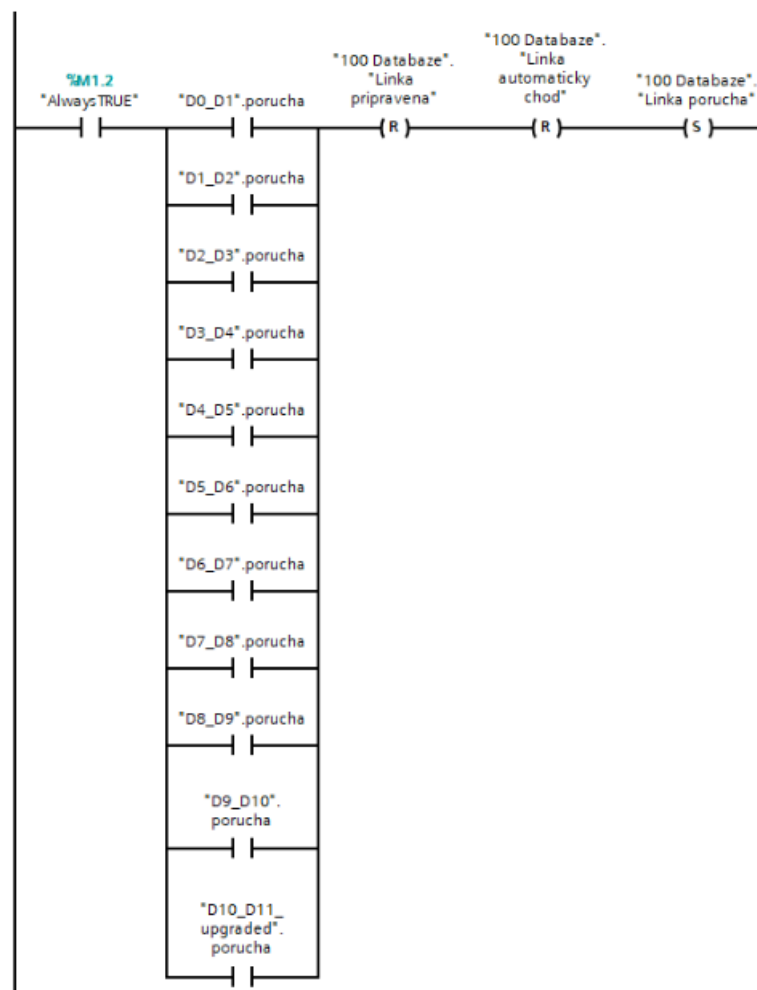 %M1.2
"AlwaysTRUE"
"D0_D1".porucha
"100 Databaze".
"Linka
pripravena"
R
"100 Databaze".
"Linka
automaticky
chod"
R
"100 Databaze".
"Linka porucha"
S
"D1_D2".porucha
"D2_D3".porucha
"D3_D4".porucha
"D4_D5".porucha
"D5_D6".porucha
"D6_D7".porucha
"D7_D8".porucha
"D8_D9".porucha
"D9_D10".
porucha
"D10_D11_
upgraded".
porucha